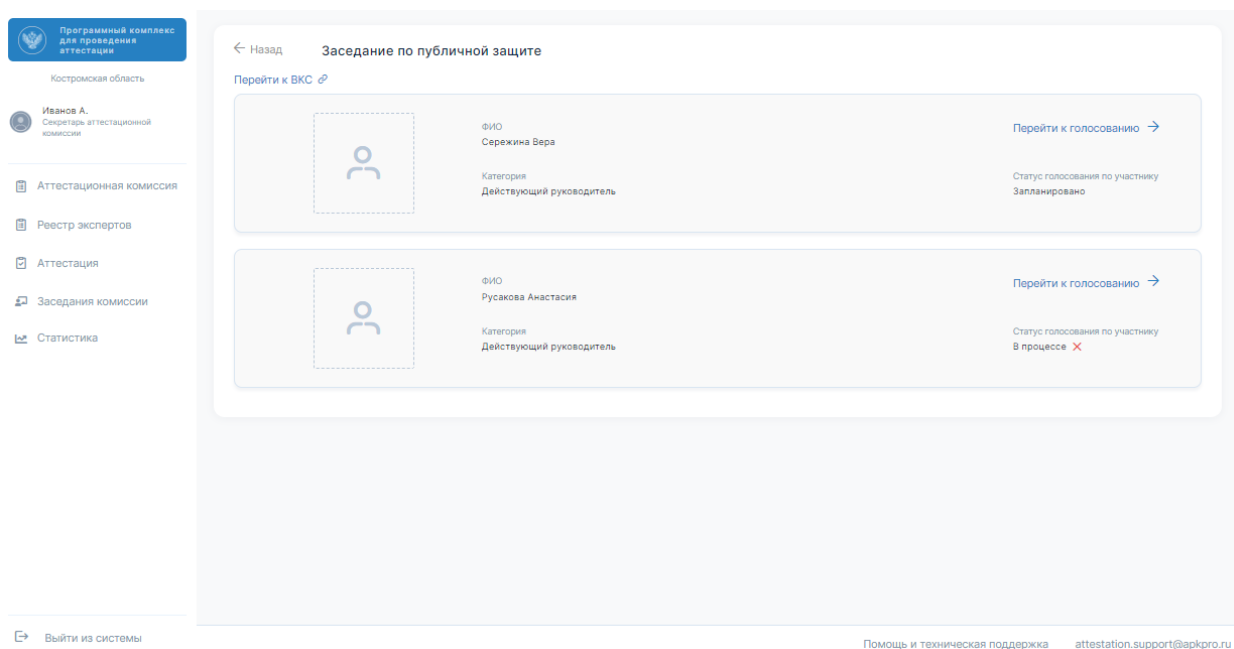 Программный комплекс
для проведения
аттестации
Костромская область
Иванов А.
Секретарь аттестационной
комиссии
Аттестационная комиссия
Реестр экспертов
Аттестация
Заседания комиссии
Статистика
Выйти из системы
Назад
Заседание по публичной защите
Перейти к ВКС
ФИО
Сережина Вера
Перейти к голосованию
Категория
Действующий руководитель
Статус голосования по участнику
Запланировано
ФИО
Русакова Анастасия
Перейти к голосованию
Категория
Действующий руководитель
Статус голосования по участнику
В процессе
Помощь и техническая поддержка
attestation.support@apkpro.ru